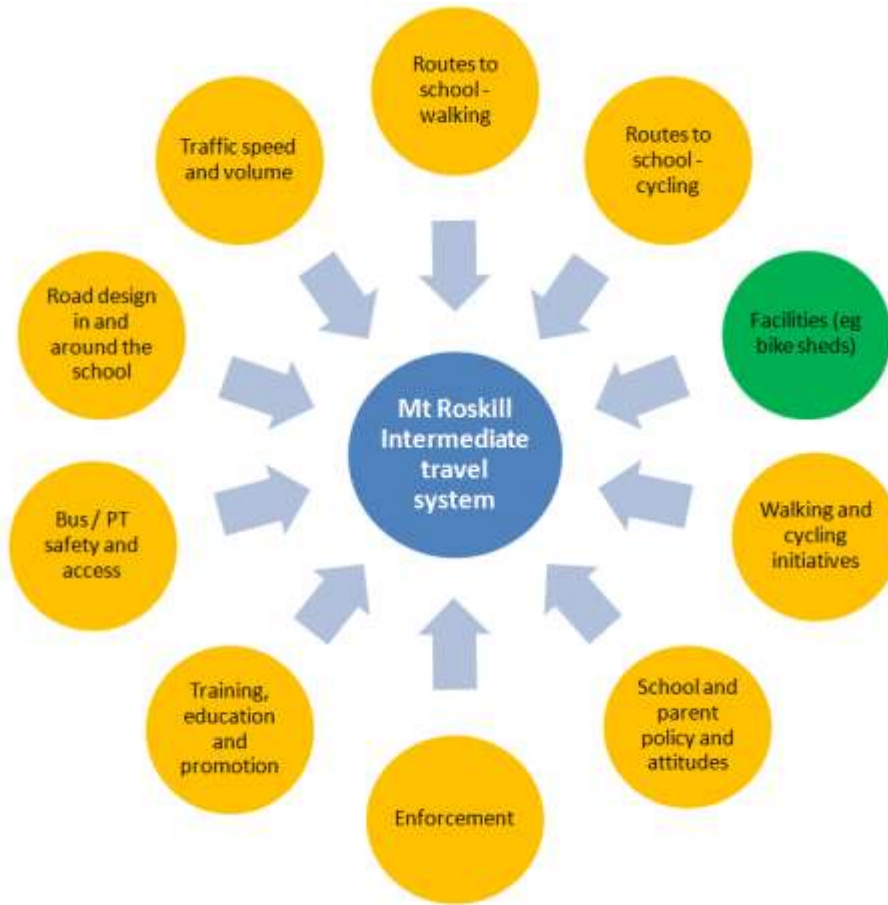 Routes to
school -
walking
Routes to
school -
cycling
Facilities (eg
bike sheds)
Walking and
cycling
initiatives
School and
parent
policy and
attitudes
Enforcement
Training,
education
and
promotion
Bus / PT
safety and
access
Road design
in and
around the
school
Traffic speed
and volume
Mt Roskill
Intermediate
travel
system